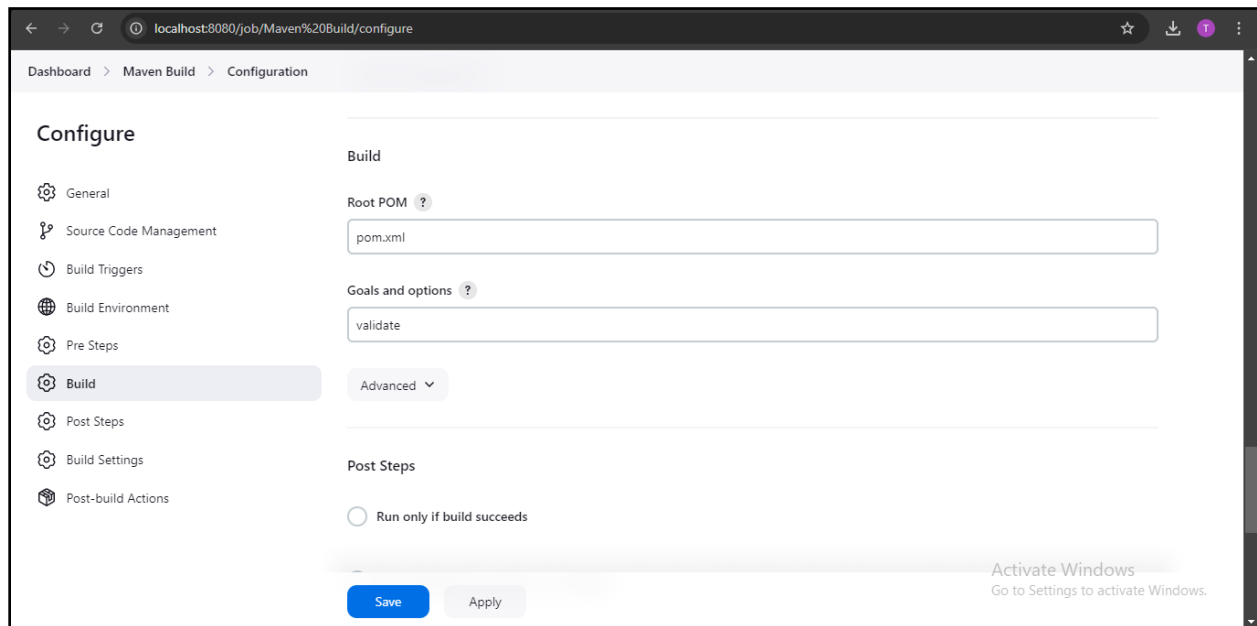 localhost:8080/job/Maven%20Build/configure
T
Dashboard > Maven Build > Configuration
Configure
General
Source Code Management
Build Triggers
Build Environment
Pre Steps
Build
Post Steps
Build Settings
Post-build Actions
Build
Root POM ?
pom.xml
Goals and options ?
validate
Advanced
Post Steps
Run only if build succeeds
Save Apply
Activate Windows
Go to Settings to activate Windows.